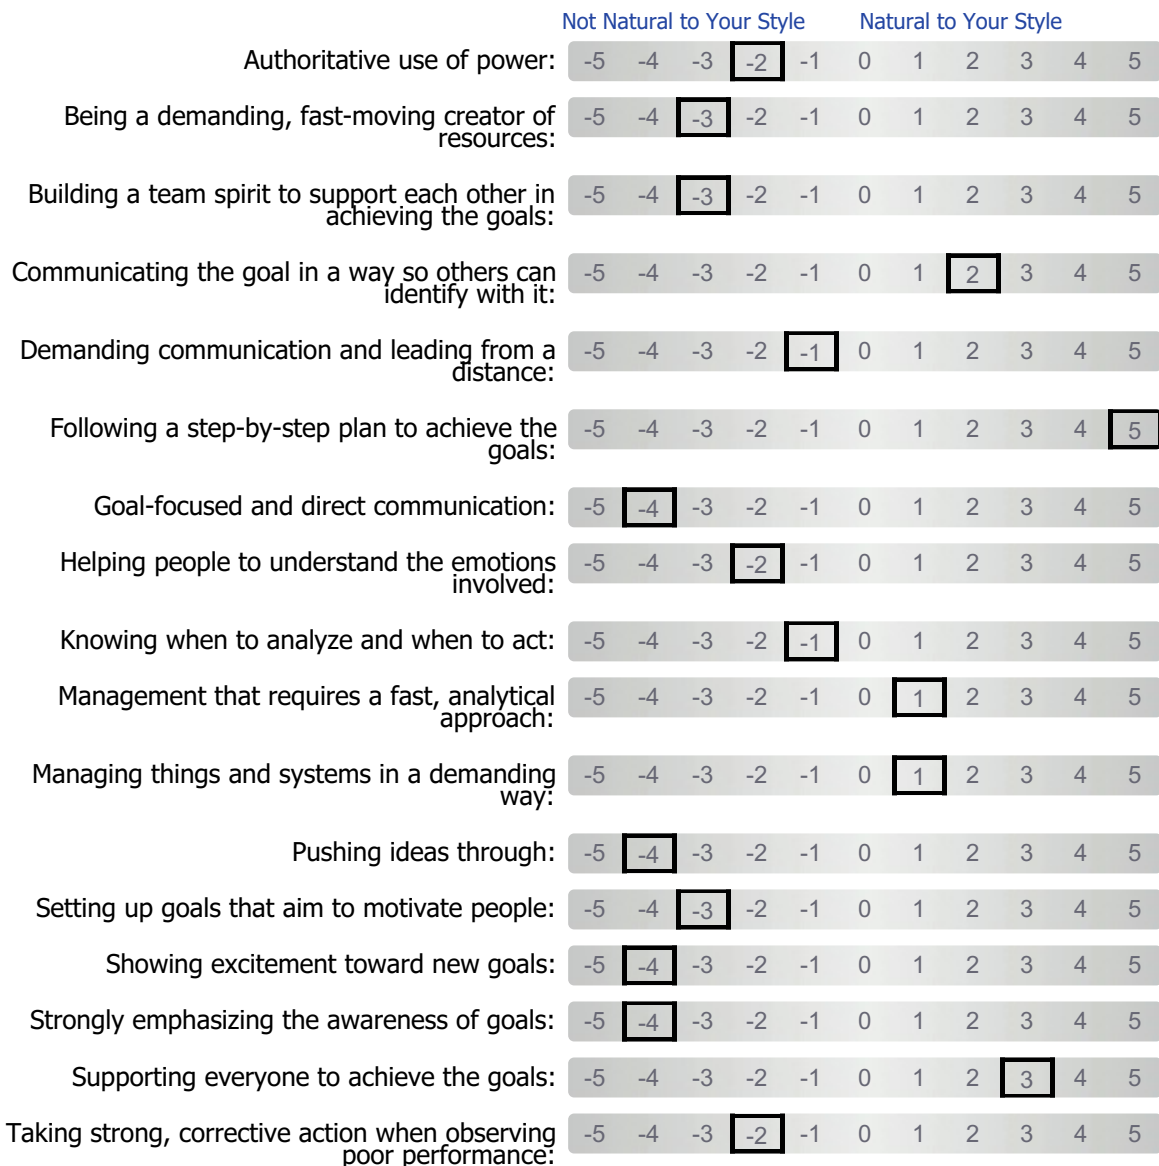 Not Natural to Your Style Natural to Your Style
Authoritative use of power: -5 -4 -3 -2 -1 0 1 2 3 4 5
Being a demanding, fast-moving creator of
resources:
-5 -4 -3 -2 -1 0 1 2 3 4 5
Building a team spirit to support each other in
achieving the goals:
-5 -4 -3 -2 -1 0 1 2 3 4 5
Communicating the goal in a way so others can
identify with it:
-5 -4 -3 -2 -1 0 1 2 3 4 5
Demanding communication and leading from a
distance:
-5 -4 -3 -2 -1 0 1 2 3 4 5
Following a step-by-step plan to achieve the
goals:
-5 -4 -3 -2 -1 0 1 2 3 4 5
Goal-focused and direct communication: -5 -4 -3 -2 -1 0 1 2 3 4 5
Helping people to understand the emotions
involved:
-5 -4 -3 -2 -1 0 1 2 3 4 5
Knowing when to analyze and when to act: -5 -4 -3 -2 -1 0 1 2 3 4 5
Management that requires a fast, analytical
approach:
-5 -4 -3 -2 -1 0 1 2 3 4 5
Managing things and systems in a demanding
way:
-5 -4 -3 -2 -1 0 1 2 3 4 5
Pushing ideas through: -5 -4 -3 -2 -1 0 1 2 3 4 5
Setting up goals that aim to motivate people: -5 -4 -3 -2 -1 0 1 2 3 4 5
Showing excitement toward new goals: -5 -4 -3 -2 -1 0 1 2 3 4 5
Strongly emphasizing the awareness of goals: -5 -4 -3 -2 -1 0 1 2 3 4 5
Supporting everyone to achieve the goals: -5 -4 -3 -2 -1 0 1 2 3 4 5
Taking strong, corrective action when observing
poor performance:
-5 -4 -3 -2 -1 0 1 2 3 4 5